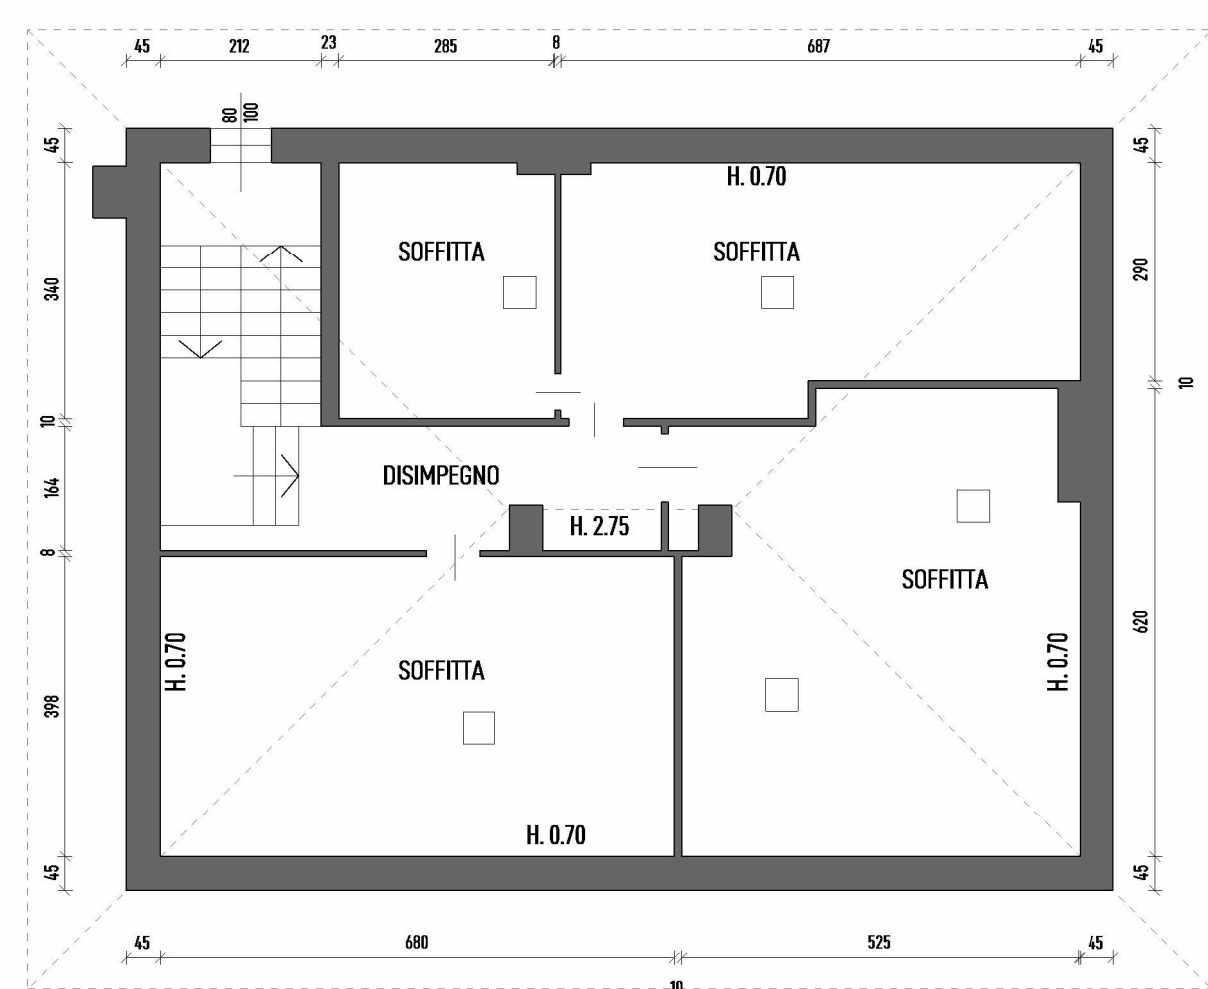 45 212 23 285 8 687 45
80
100
45
45
H. 0.70
SOFFITTA
SOFFITTA
340
290
10
10
DISIMPEGNO
164
H. 2.75
8
SOFFITTA
620
H. 0.70
H. 0.70
SOFFITTA
398
H. 0.70
45
45
45 680 525 45
10